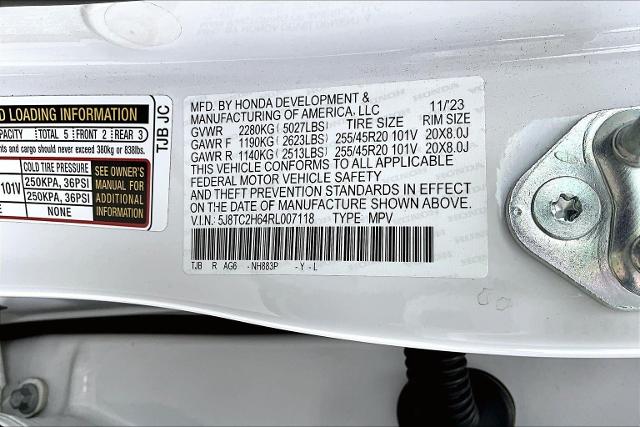 D LOADING INFORMATION
CAPACITY TOTAL 5 FRONT 2 REAR 3
nts and cargo should never exceed 380kg or 838lbs.
COLD TIRE PRESSURE
101V 250KPA, 36PSI
250KPA, 36PSI
NONE
SEE OWNER'S
MANUAL FOR
ADDITIONAL
INFORMATION
TJB JC
MFD. BY HONDA DEVELOPMENT & 11/23
MANUFACTURING OF AMERICA, LLC
GVWR 2280KG(5027LBS) TIRE SIZE RIM SIZE
GAWR F 1190KG(2623LBS) 255/45R20 101V 20X8.0J
GAWR R 1140KG(2513LBS) 255/45R20 101V 20X8.0J
THIS VEHICLE CONFORMS TO ALL APPLICABLE
FEDERAL MOTOR VEHICLE SAFETY
AND THEFT PREVENTION STANDARDS IN EFFECT
ON THE DATE OF MANUFACTURE SHOWN ABOVE.
V.I.N.: 5J8TC2H64RL007118 TYPE MPV
TJB R AG6 -NH883P -Y-L